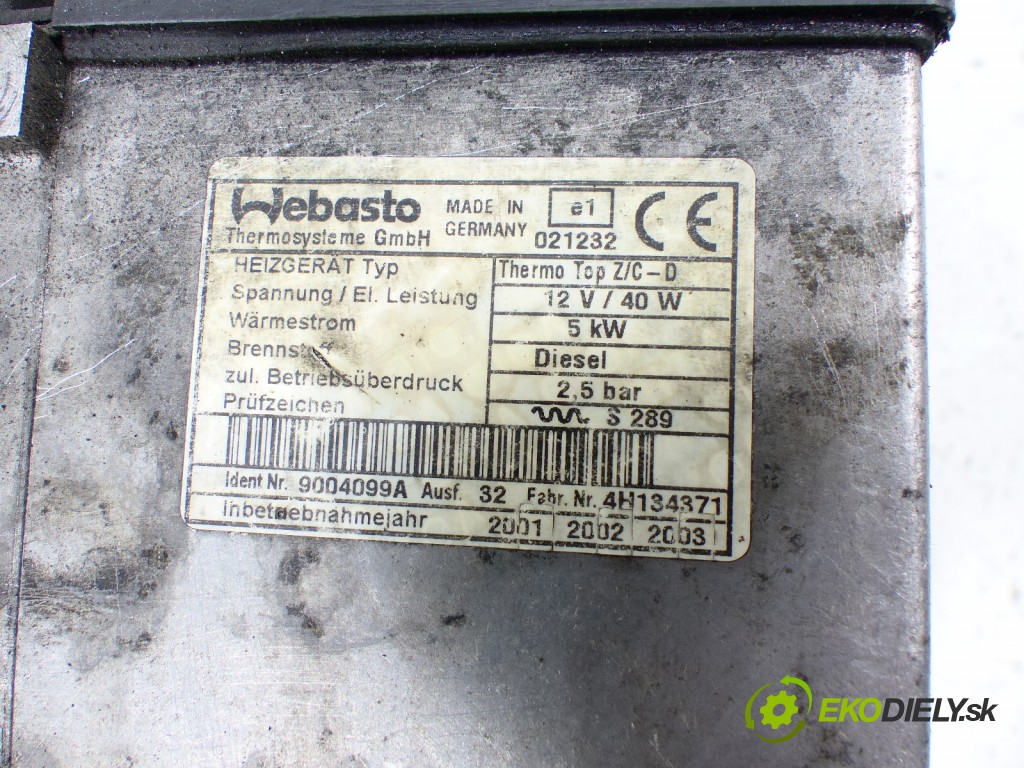 Webasto MADE IN e1 CE
Thermosysteme GmbH GERMANY 021232
HEIZGERÄT Typ Thermo Top Z/C-D
Spannung / El. Leistung 12 V / 40 W
Wärmestrom 5 kW
Brennstoff Diesel
zul. Betriebsüberdruck 2,5 bar
Prüfzeichen S 289
Ident Nr. 9004099A Ausf. 32 Fabr. Nr. 4H134371
Inbetriebnahmejahr 2001 2002 2003
EKODIELY.sk